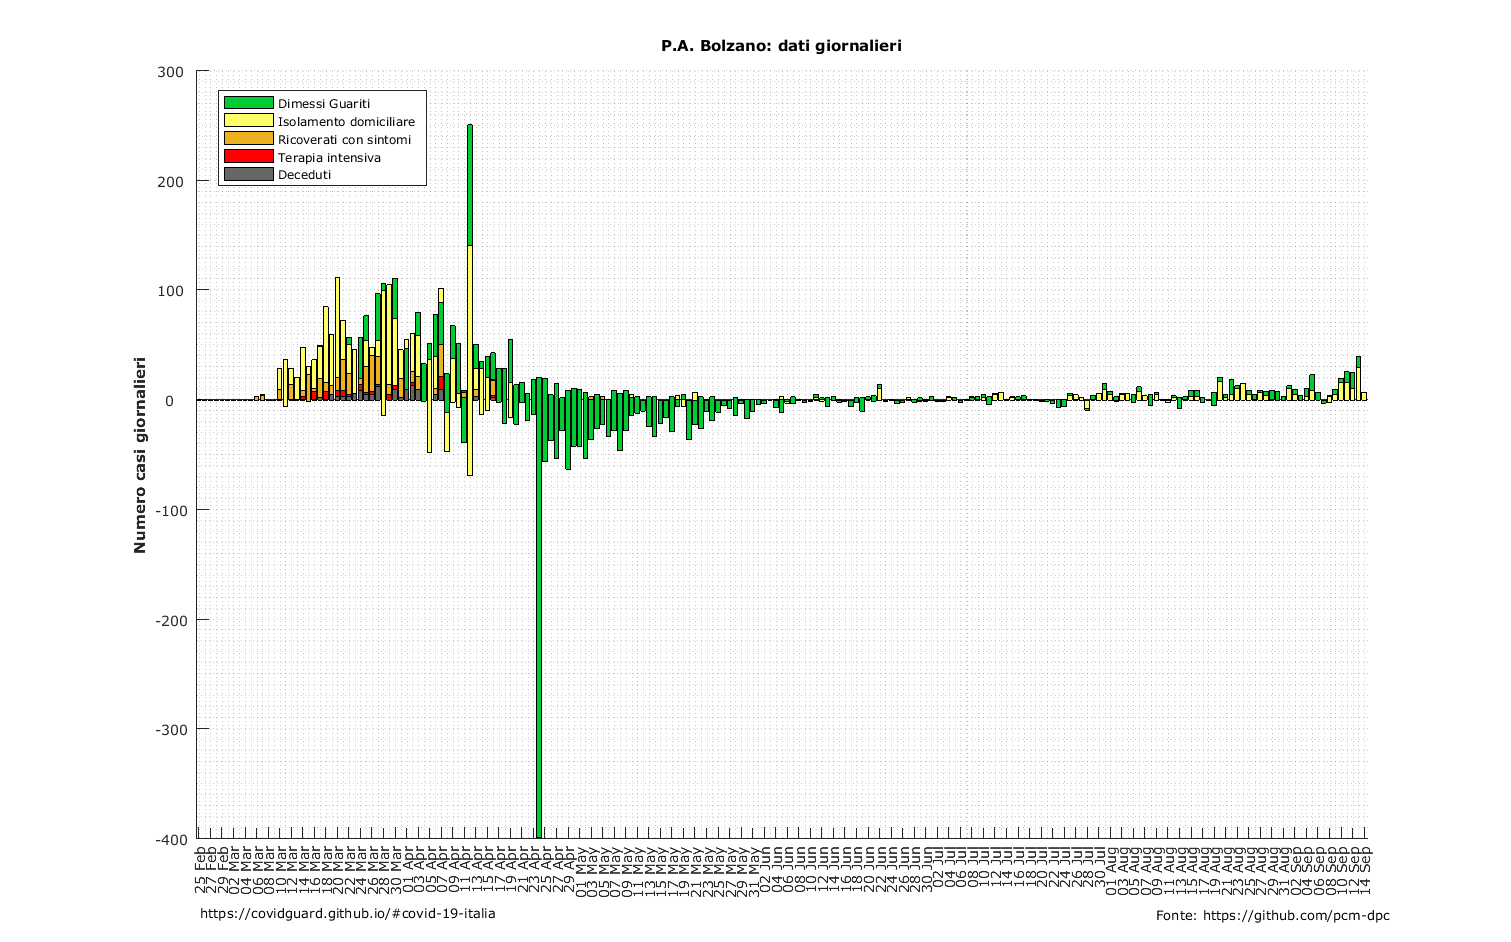 P.A. Bolzano: dati giornalieri
300
200
100
0
-100
-200
-300
-400
Numero casi giornalieri
Dimessi Guariti
Isolamento domiciliare
Ricoverati con sintomi
Terapia intensiva
Deceduti
25 Feb
27 Feb
29 Feb
02 Mar
04 Mar
06 Mar
08 Mar
10 Mar
12 Mar
14 Mar
16 Mar
18 Mar
20 Mar
22 Mar
24 Mar
26 Mar
28 Mar
30 Mar
01 Apr
03 Apr
05 Apr
07 Apr
09 Apr
11 Apr
13 Apr
15 Apr
17 Apr
19 Apr
21 Apr
23 Apr
25 Apr
27 Apr
29 Apr
01 May
03 May
05 May
07 May
09 May
11 May
13 May
15 May
17 May
19 May
21 May
23 May
25 May
27 May
29 May
31 May
02 Jun
04 Jun
06 Jun
08 Jun
10 Jun
12 Jun
14 Jun
16 Jun
18 Jun
20 Jun
22 Jun
24 Jun
26 Jun
28 Jun
30 Jun
02 Jul
04 Jul
06 Jul
08 Jul
10 Jul
12 Jul
14 Jul
16 Jul
18 Jul
20 Jul
22 Jul
24 Jul
26 Jul
28 Jul
30 Jul
01 Aug
03 Aug
05 Aug
07 Aug
09 Aug
11 Aug
13 Aug
15 Aug
17 Aug
19 Aug
21 Aug
23 Aug
25 Aug
27 Aug
29 Aug
31 Aug
02 Sep
04 Sep
06 Sep
08 Sep
10 Sep
12 Sep
14 Sep
https://covidguard.github.io/#covid-19-italia
Fonte: https://github.com/pcm-dpc